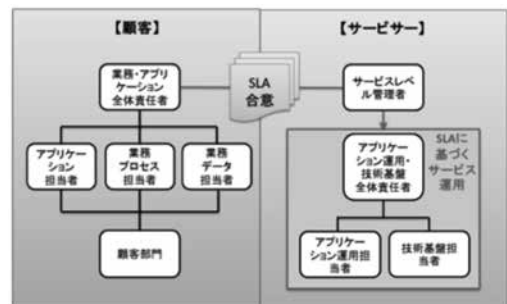 【顧客】
業務・アプリ
ケーション
全体責任者
アプリケー
ション
担当者
業務
プロセス
担当者
業務
データ
担当者
顧客部門
SLA
合意
【サービサー】
サービスレベ
ル管理者
SLAに
基づく
サービス
運用
アプリケー
ション運用・
技術基盤
全体責任者
アプリケー
ション運用担
当者
技術基盤担
当者